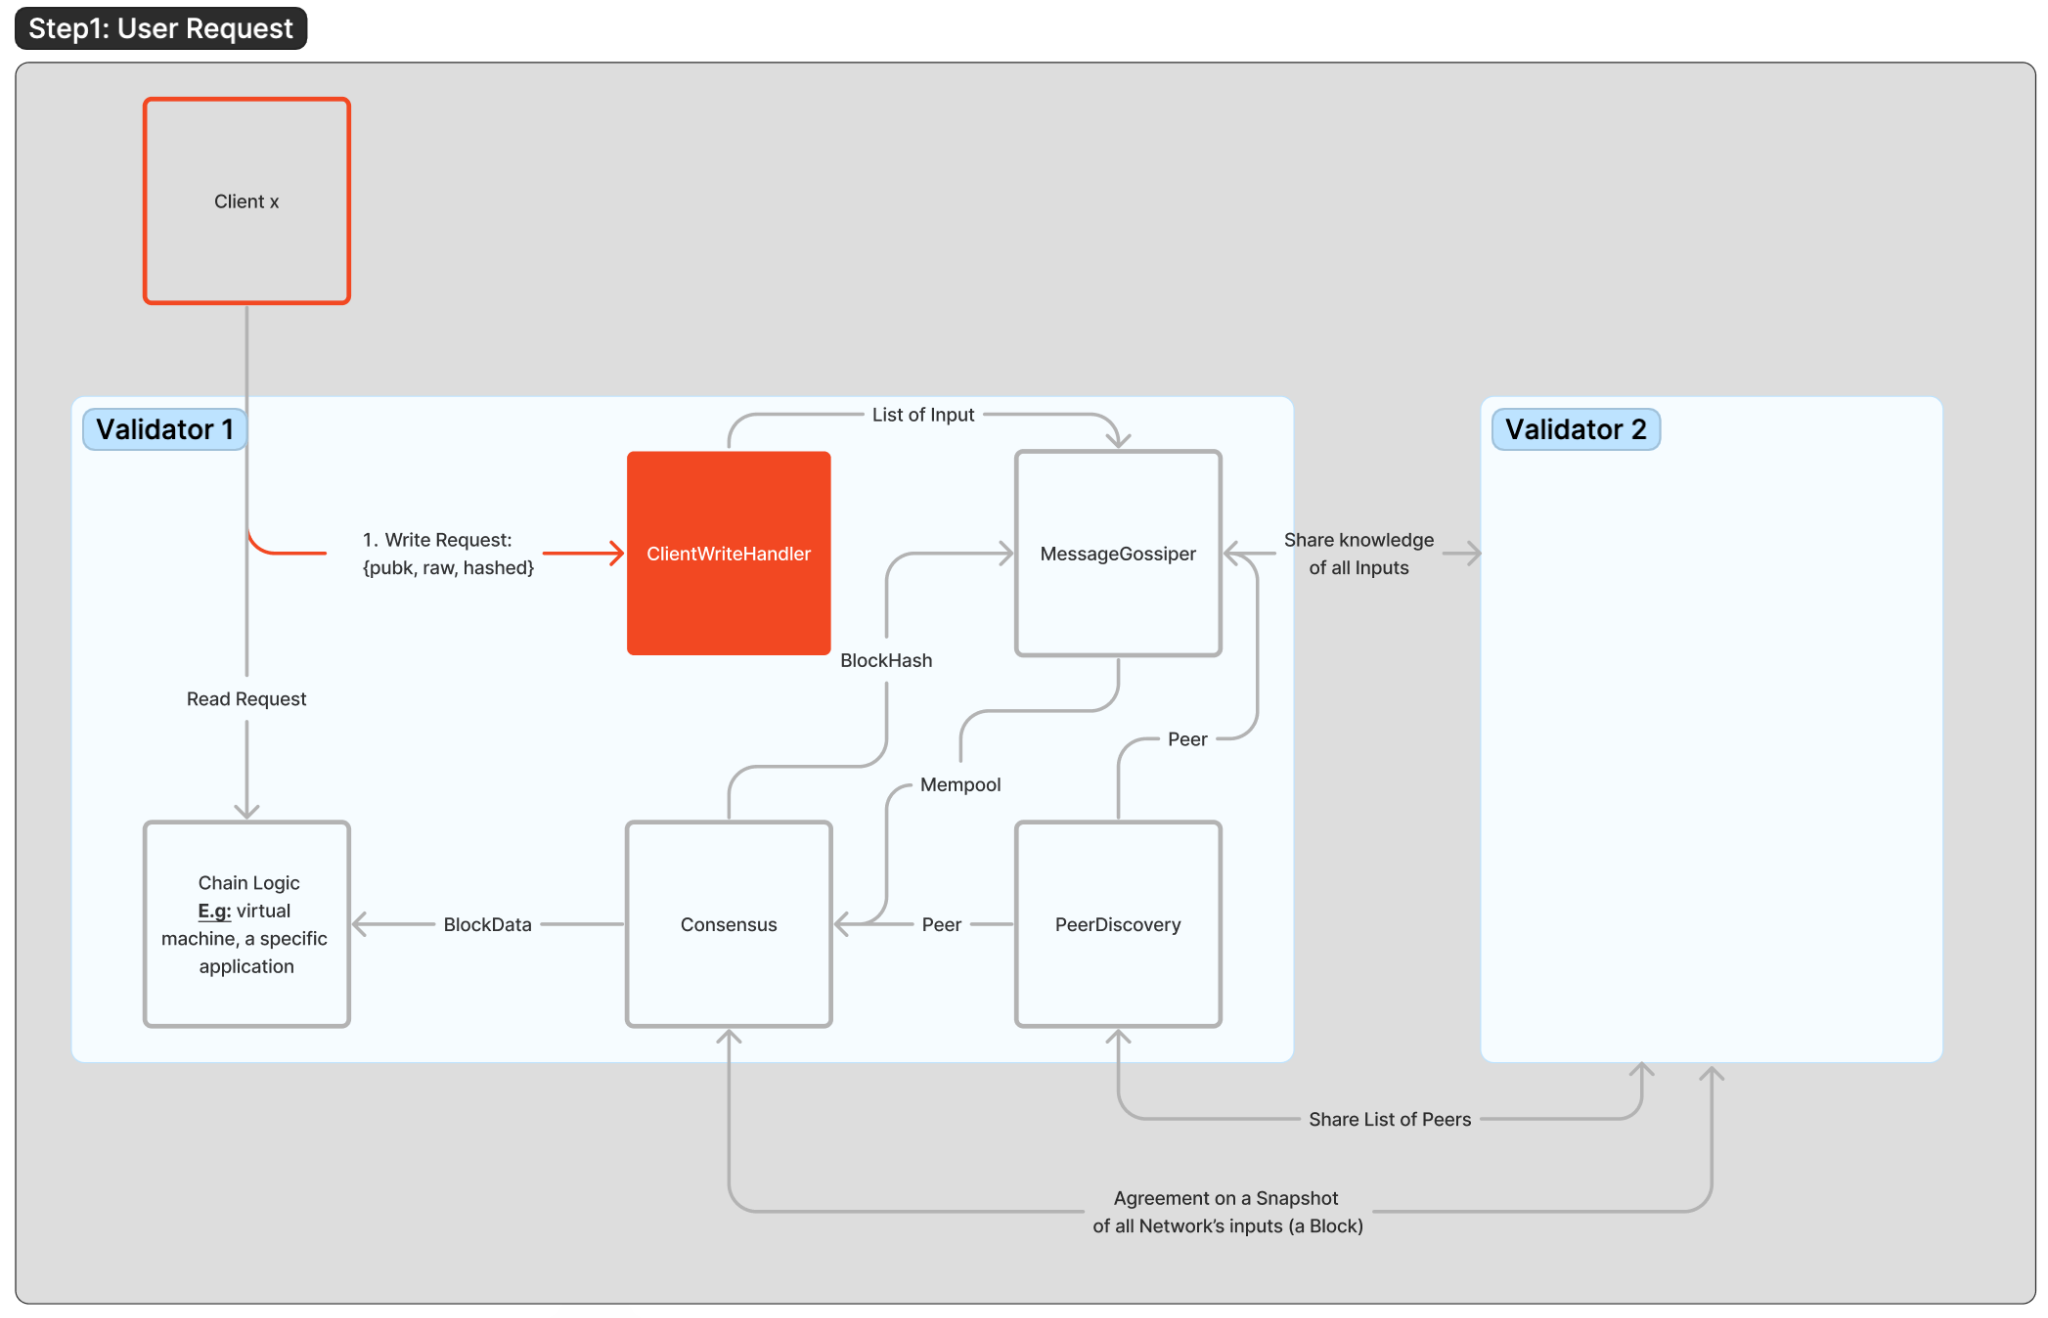 Step1: User Request
Client x
Validator 1
Validator 2
List of Input
1. Write Request:
{pubk, raw, hashed}
ClientWriteHandler
MessageGossiper
Share knowledge
of all Inputs
BlockHash
Read Request
Peer
Mempool
Chain Logic
E.g: virtual
machine, a specific
application
BlockData
Consensus
Peer
PeerDiscovery
Share List of Peers
Agreement on a Snapshot
of all Network’s inputs (a Block)